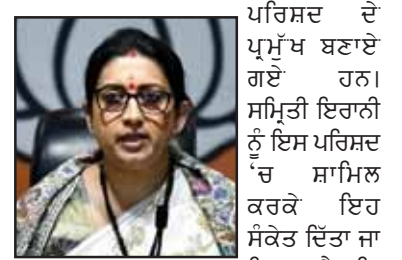 ਪਰਿਸ਼ਦ ਦੇ
ਪ੍ਰਮੁੱਖ ਬਣਾਏ
ਗਏ ਹਨ।
ਸਮ੍ਰਿਤੀ ਇਰਾਨੀ
ਨੂੰ ਇਸ ਪਰਿਸ਼ਦ
‘ਚ ਸ਼ਾਮਿਲ
ਕਰਕੇ ਇਹ
ਸੰਕੇਤ ਦਿੱਤਾ ਜਾ